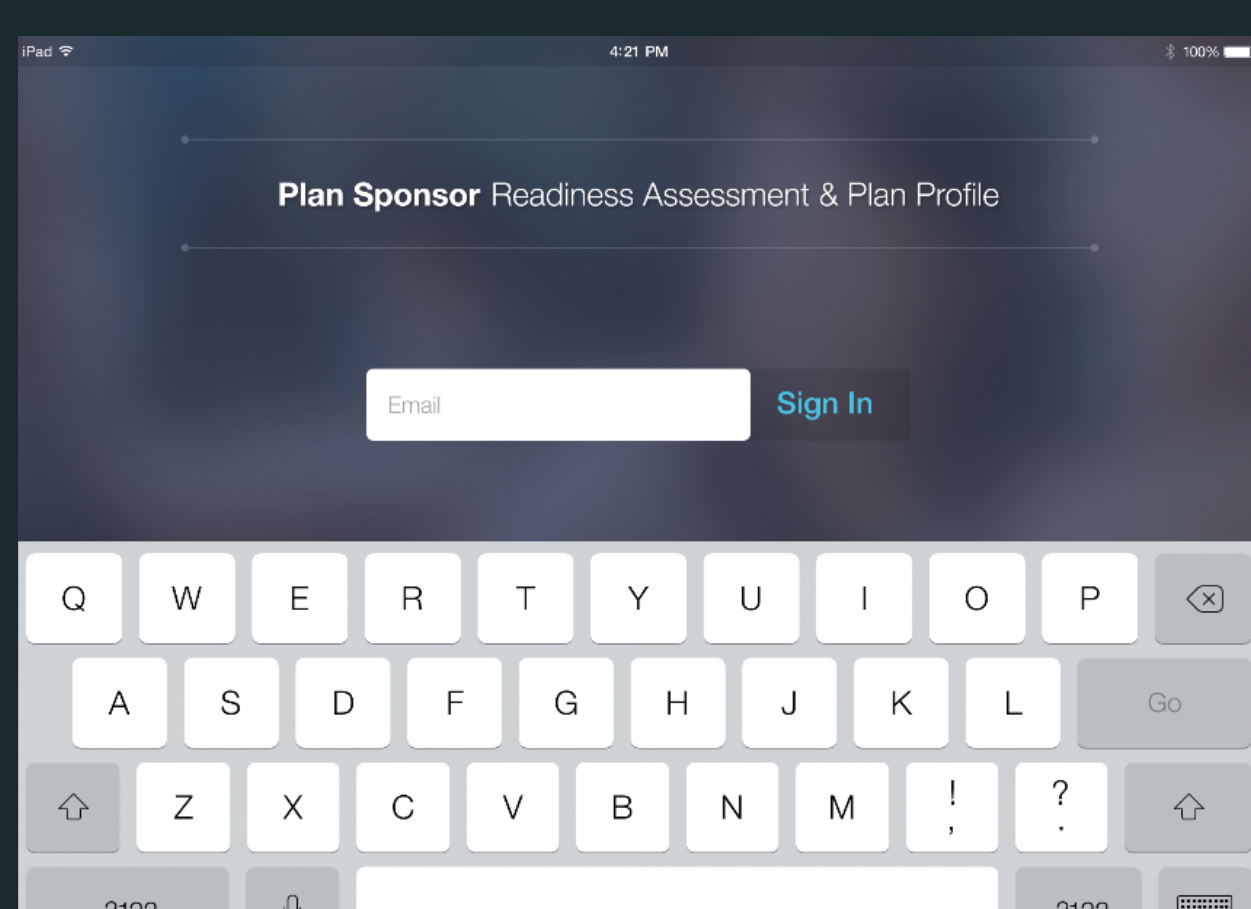 iPad 4:21 PM 100%
Plan Sponsor Readiness Assessment & Plan Profile
Email Sign In
Q W E R T Y U I O P
A S D F G H J K L Go
Z X C V B N M ! , ? .